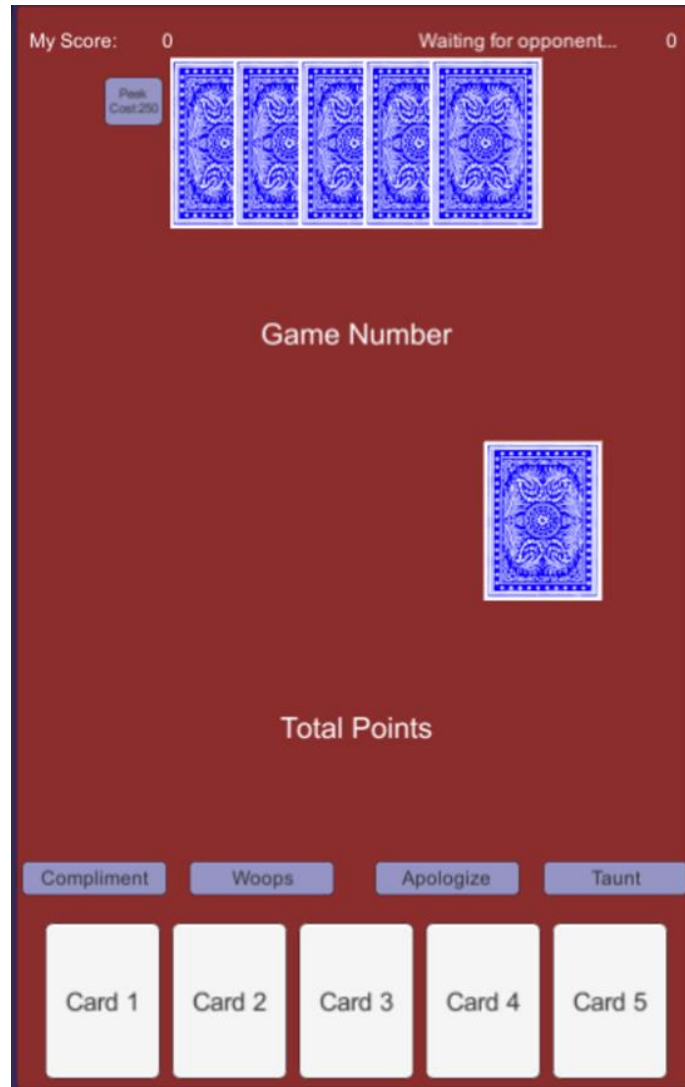 My Score: 0 Waiting for opponent... 0
Peek
Cost:250
Game Number
Total Points
Compliment Woops Apologize Taunt
Card 1 Card 2 Card 3 Card 4 Card 5